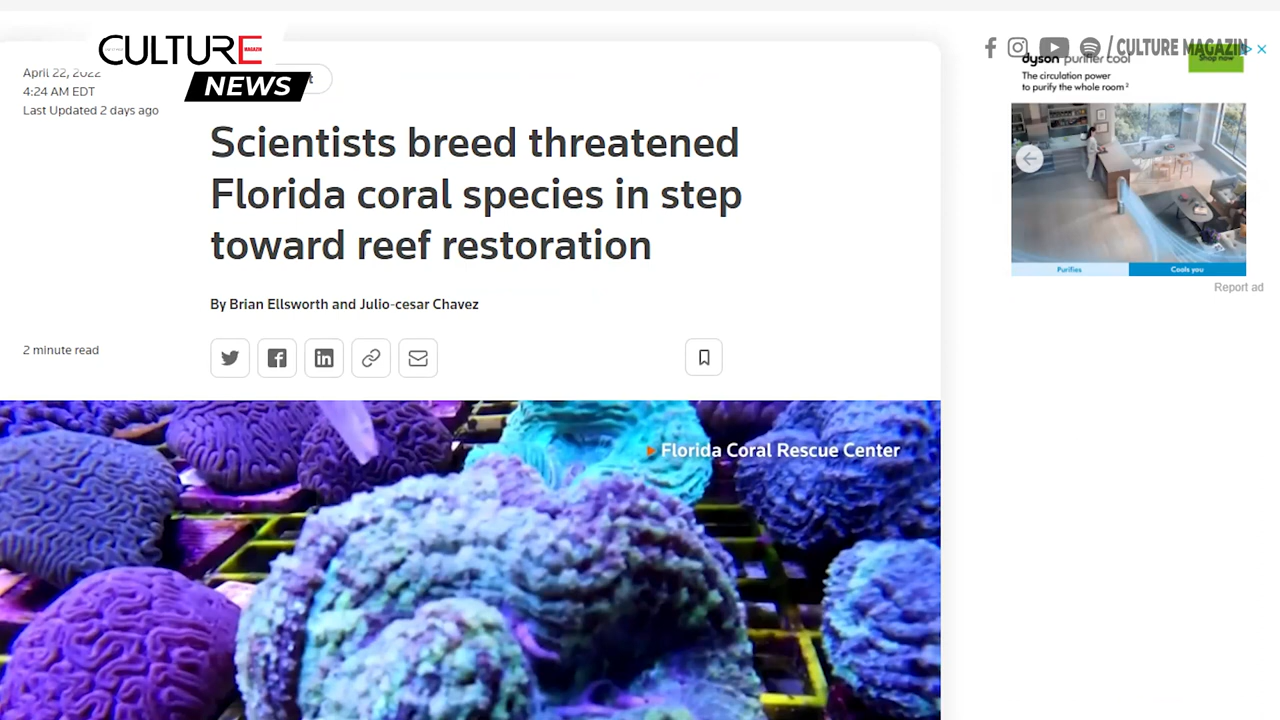 CULTURE
MAGAZIN
NEWS
/ CULTURE MAGAZIN
April 22, 2022
4:24 AM EDT
Last Updated 2 days ago
Scientists breed threatened
Florida coral species in step
toward reef restoration
By Brian Ellsworth and Julio-cesar Chavez
2 minute read
Florida Coral Rescue Center
dyson purifier cool
Shop now
The circulation power
to purify the whole room²
Purifies
Cools you
Report ad